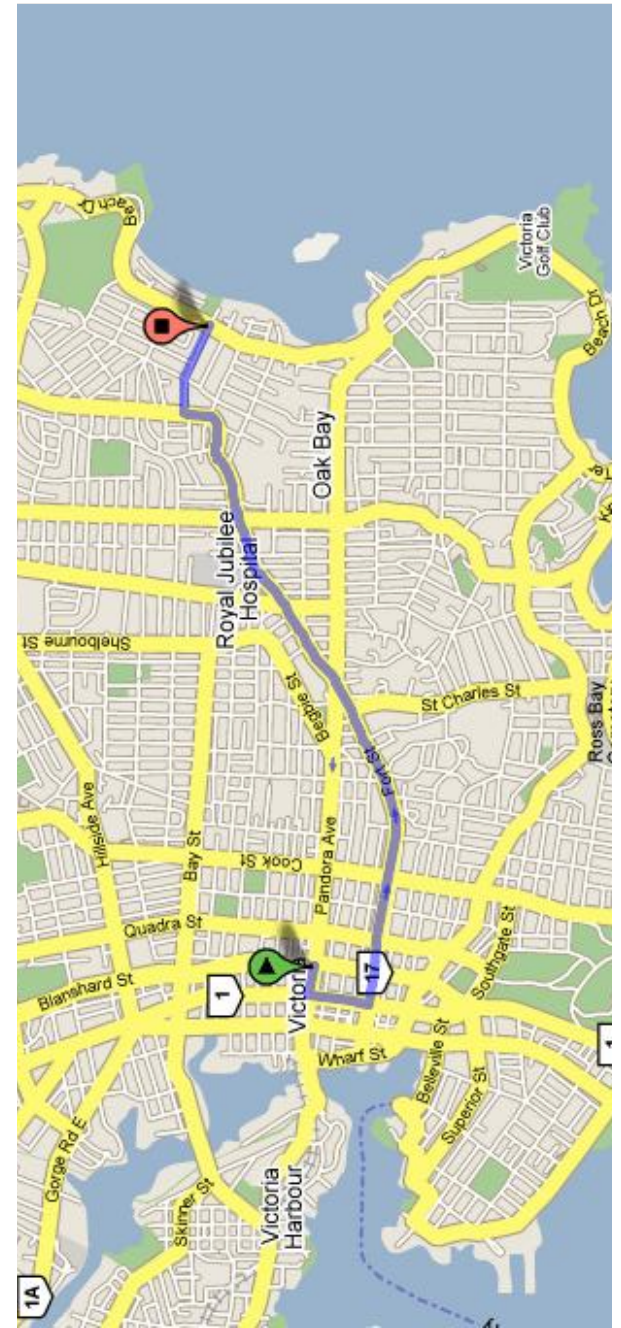 1A
Gorge Rd E
Shelbourne St
Beach Dr
Blanshard St
Hillside Ave
Quadra St
Skinner St
Bay St
1
Royal Jubilee
Hospital
Victoria
Harbour
Victoria
Cook St
Begbie St
Pandora Ave
Oak Bay
Wharf St
17
Fort St
Belleville St
Superior St
Southgate St
St Charles St
Victoria
Golf Club
Beach Dr
Ross Bay
1